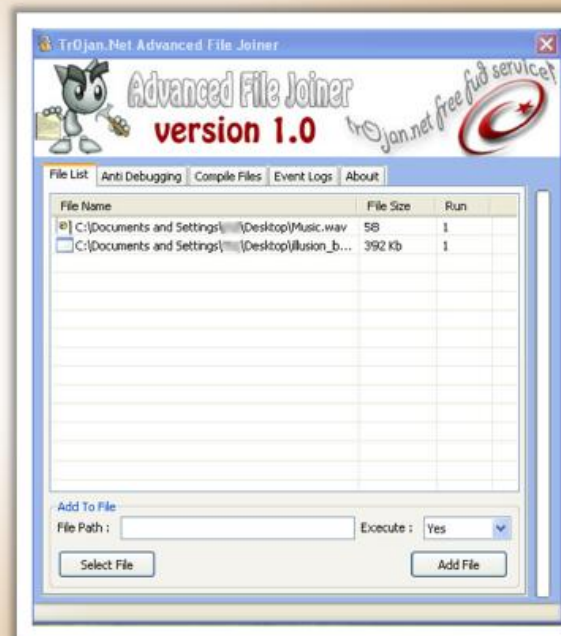 Tr0jan.Net Advanced File Joiner
Advanced File Joiner
version 1.0
tr0jan.net free fud service!
File List
Anti Debugging
Compile Files
Event Logs
About
File Name File Size Run
C:\Documents and Settings\ \Desktop\Music.wav 58 1
C:\Documents and Settings\ \Desktop\illusion_b... 392 Kb 1
Add To File
File Path : Execute : Yes
Select File Add File